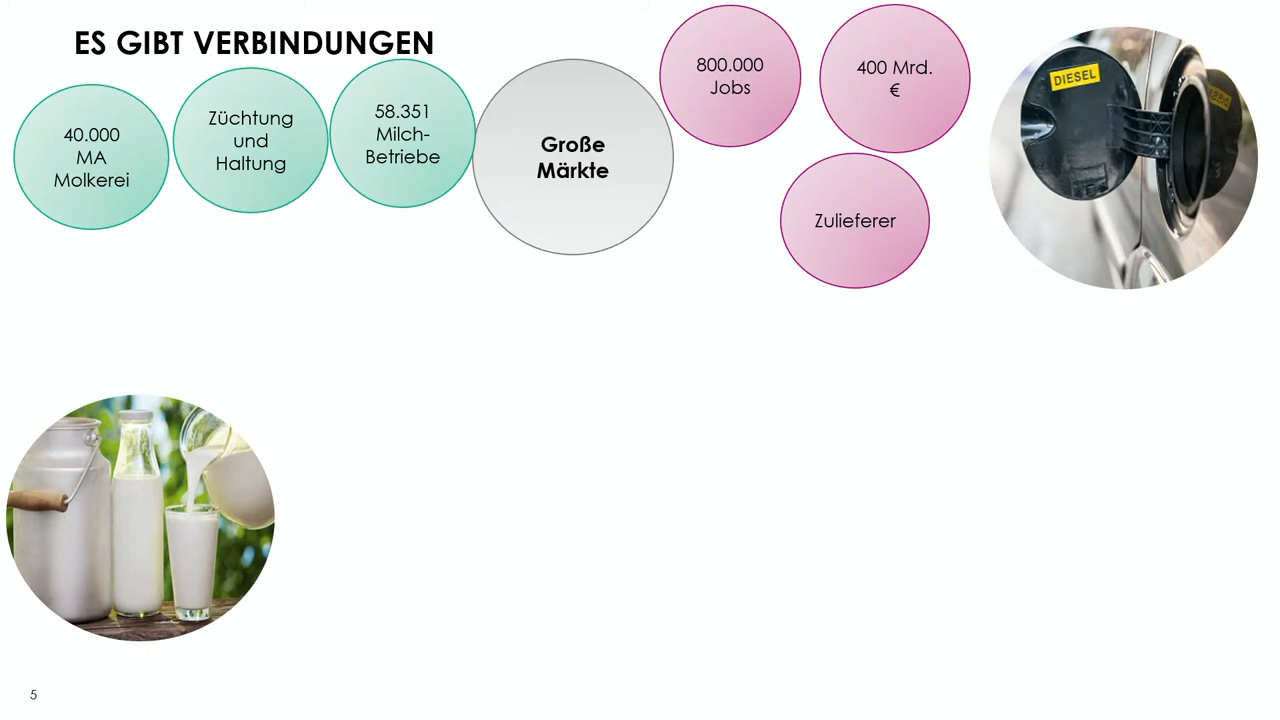 ES GIBT VERBINDUNGEN
40.000
MA
Molkerei
Züchtung
und
Haltung
58.351
Milch-
Betriebe
Große
Märkte
800.000
Jobs
400 Mrd.
€
Zulieferer
DIESEL
5